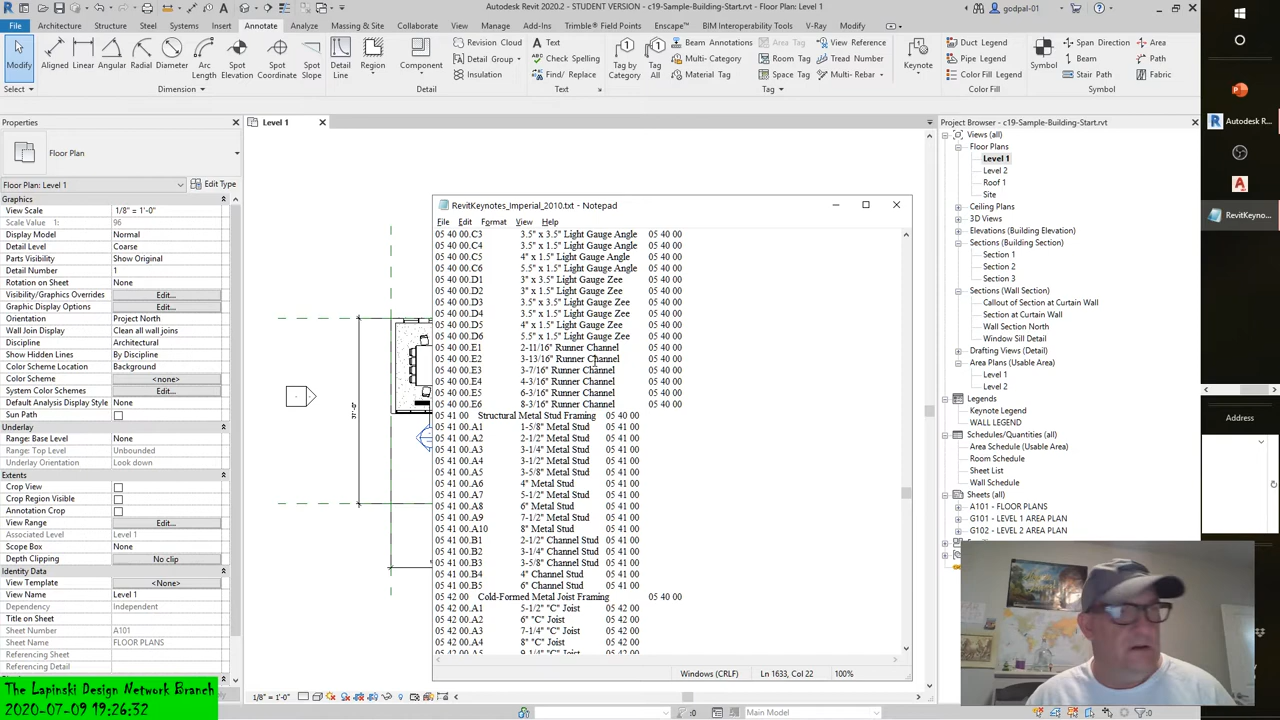 Autodesk Revit 2020.2 - STUDENT VERSION - c19-Sample-Building-Start.rvt - Floor Plan: Level 1
godpal-01
File Architecture Structure Steel Precast Systems Insert Annotate Analyze Massing & Site Collaborate View Manage Add-Ins Trimble® Field Points Enscape™ BIM Interoperability Tools V-Ray Modify
Modify Aligned Linear Angular Radial Diameter Arc Length Spot Elevation Spot Coordinate Spot Slope Detail Line Region Component
Revision Cloud
Detail Group
Insulation
Text
Check Spelling
Find/ Replace
Tag by Category Tag All
Beam Annotations
Multi-Category
Material Tag
Area Tag
Room Tag
Space Tag
View Reference
Tread Number
Multi- Rebar
Keynote
Duct Legend
Pipe Legend
Color Fill Legend
Symbol
Span Direction
Beam
Stair Path
Area
Path
Fabric
Select Dimension Detail Text Tag Color Fill Symbol
Properties
Floor Plan
Floor Plan: Level 1 Edit Type
Graphics
View Scale 1/8" = 1'-0"
Scale Value 1: 96
Display Model Normal
Detail Level Coarse
Parts Visibility Show Original
Detail Number 1
Rotation on Sheet None
Visibility/Graphics Overrides Edit...
Graphic Display Options Edit...
Orientation Project North
Wall Join Display Clean all wall joins
Discipline Architectural
Show Hidden Lines By Discipline
Color Scheme Location Background
Color Scheme <none>
System Color Schemes Edit...
Default Analysis Display Style None
Sun Path
Underlay
Range: Base Level None
Range: Top Level Unbounded
Underlay Orientation Look down
Extents
Crop View
Crop Region Visible
Annotation Crop
View Range Edit...
Associated Level Level 1
Scope Box None
Depth Clipping No clip
Identity Data
View Template <None>
View Name Level 1
Dependency Independent
Title on Sheet
Sheet Number A101
Sheet Name FLOOR PLANS
Referencing Sheet
Referencing Detail
The Lapinski Design Network Branch
2020-07-09 19:26:32
Level 1
1/8" = 1'-0"
RevitKeynotes_Imperial_2010.txt - Notepad
File Edit Format View Help
05 40 00.C3 3.5" x 3.5" Light Gauge Angle 05 40 00
05 40 00.C4 3.5" x 1.5" Light Gauge Angle 05 40 00
05 40 00.C5 4" x 1.5" Light Gauge Angle 05 40 00
05 40 00.C6 5.5" x 1.5" Light Gauge Angle 05 40 00
05 40 00.D1 3" x 3.5" Light Gauge Zee 05 40 00
05 40 00.D2 3" x 1.5" Light Gauge Zee 05 40 00
05 40 00.D3 3.5" x 3.5" Light Gauge Zee 05 40 00
05 40 00.D4 3.5" x 1.5" Light Gauge Zee 05 40 00
05 40 00.D5 4" x 1.5" Light Gauge Zee 05 40 00
05 40 00.D6 5.5" x 1.5" Light Gauge Zee 05 40 00
05 40 00.E1 2-11/16" Runner Channel 05 40 00
05 40 00.E2 3-13/16" Runner Channel 05 40 00
05 40 00.E3 3-7/16" Runner Channel 05 40 00
05 40 00.E4 4-3/16" Runner Channel 05 40 00
05 40 00.E5 6-3/16" Runner Channel 05 40 00
05 40 00.E6 8-3/16" Runner Channel 05 40 00
05 41 00 Structural Metal Stud Framing 05 40 00
05 41 00.A1 1-5/8" Metal Stud 05 41 00
05 41 00.A2 2-1/2" Metal Stud 05 41 00
05 41 00.A3 3-1/4" Metal Stud 05 41 00
05 41 00.A4 3-1/2" Metal Stud 05 41 00
05 41 00.A5 3-5/8" Metal Stud 05 41 00
05 41 00.A6 4" Metal Stud 05 41 00
05 41 00.A7 5-1/2" Metal Stud 05 41 00
05 41 00.A8 6" Metal Stud 05 41 00
05 41 00.A9 7-1/2" Metal Stud 05 41 00
05 41 00.A10 8" Metal Stud 05 41 00
05 41 00.B1 2-1/2" Channel Stud 05 41 00
05 41 00.B2 3-1/4" Channel Stud 05 41 00
05 41 00.B3 3-5/8" Channel Stud 05 41 00
05 41 00.B4 4" Channel Stud 05 41 00
05 41 00.B5 6" Channel Stud 05 41 00
05 42 00 Cold-Formed Metal Joist Framing 05 40 00
05 42 00.A1 5-1/2" "C" Joist 05 42 00
05 42 00.A2 6" "C" Joist 05 42 00
05 42 00.A3 7-1/4" "C" Joist 05 42 00
05 42 00.A4 8" "C" Joist 05 42 00
05 42 00.A5 9-1/4" "C" Joist 05 42 00
Windows (CRLF) Ln 1633, Col 22 100%
:0 Main Model :0
Project Browser - c19-Sample-Building-Start.rvt
Views (all)
Floor Plans
Level 1
Level 2
Roof 1
Site
Ceiling Plans
3D Views
Elevations (Building Elevation)
Sections (Building Section)
Section 1
Section 2
Section 3
Sections (Wall Section)
Callout of Section at Curtain Wall
Section at Curtain Wall
Wall Section North
Window Sill Detail
Drafting Views (Detail)
Area Plans (Usable Area)
Level 1
Level 2
Legends
Keynote Legend
WALL LEGEND
Schedules/Quantities (all)
Area Schedule (Usable Area)
Room Schedule
Sheet List
Wall Schedule
Sheets (all)
A101 - FLOOR PLANS
G101 - LEVEL 1 AREA PLAN
G102 - LEVEL 2 AREA PLAN
Autodesk R...
RevitKeyno...
Address